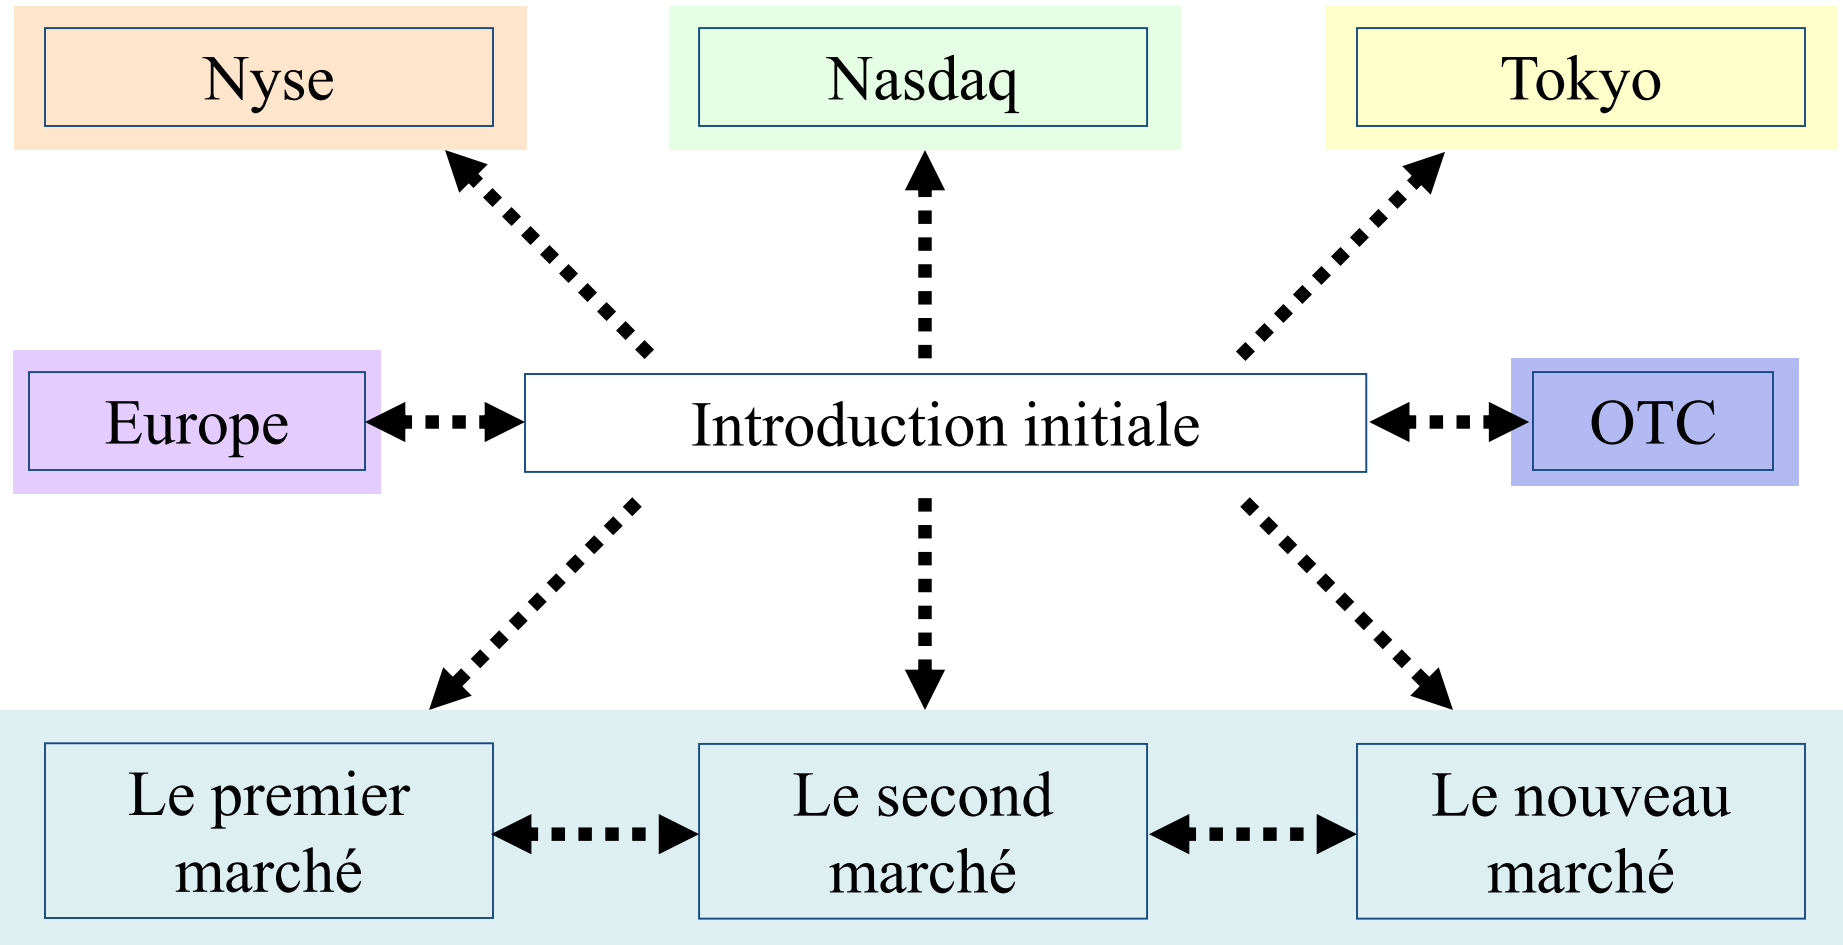 Nyse
Nasdaq
Tokyo
Europe
Introduction initiale
OTC
Le premier
marché
Le second
marché
Le nouveau
marché